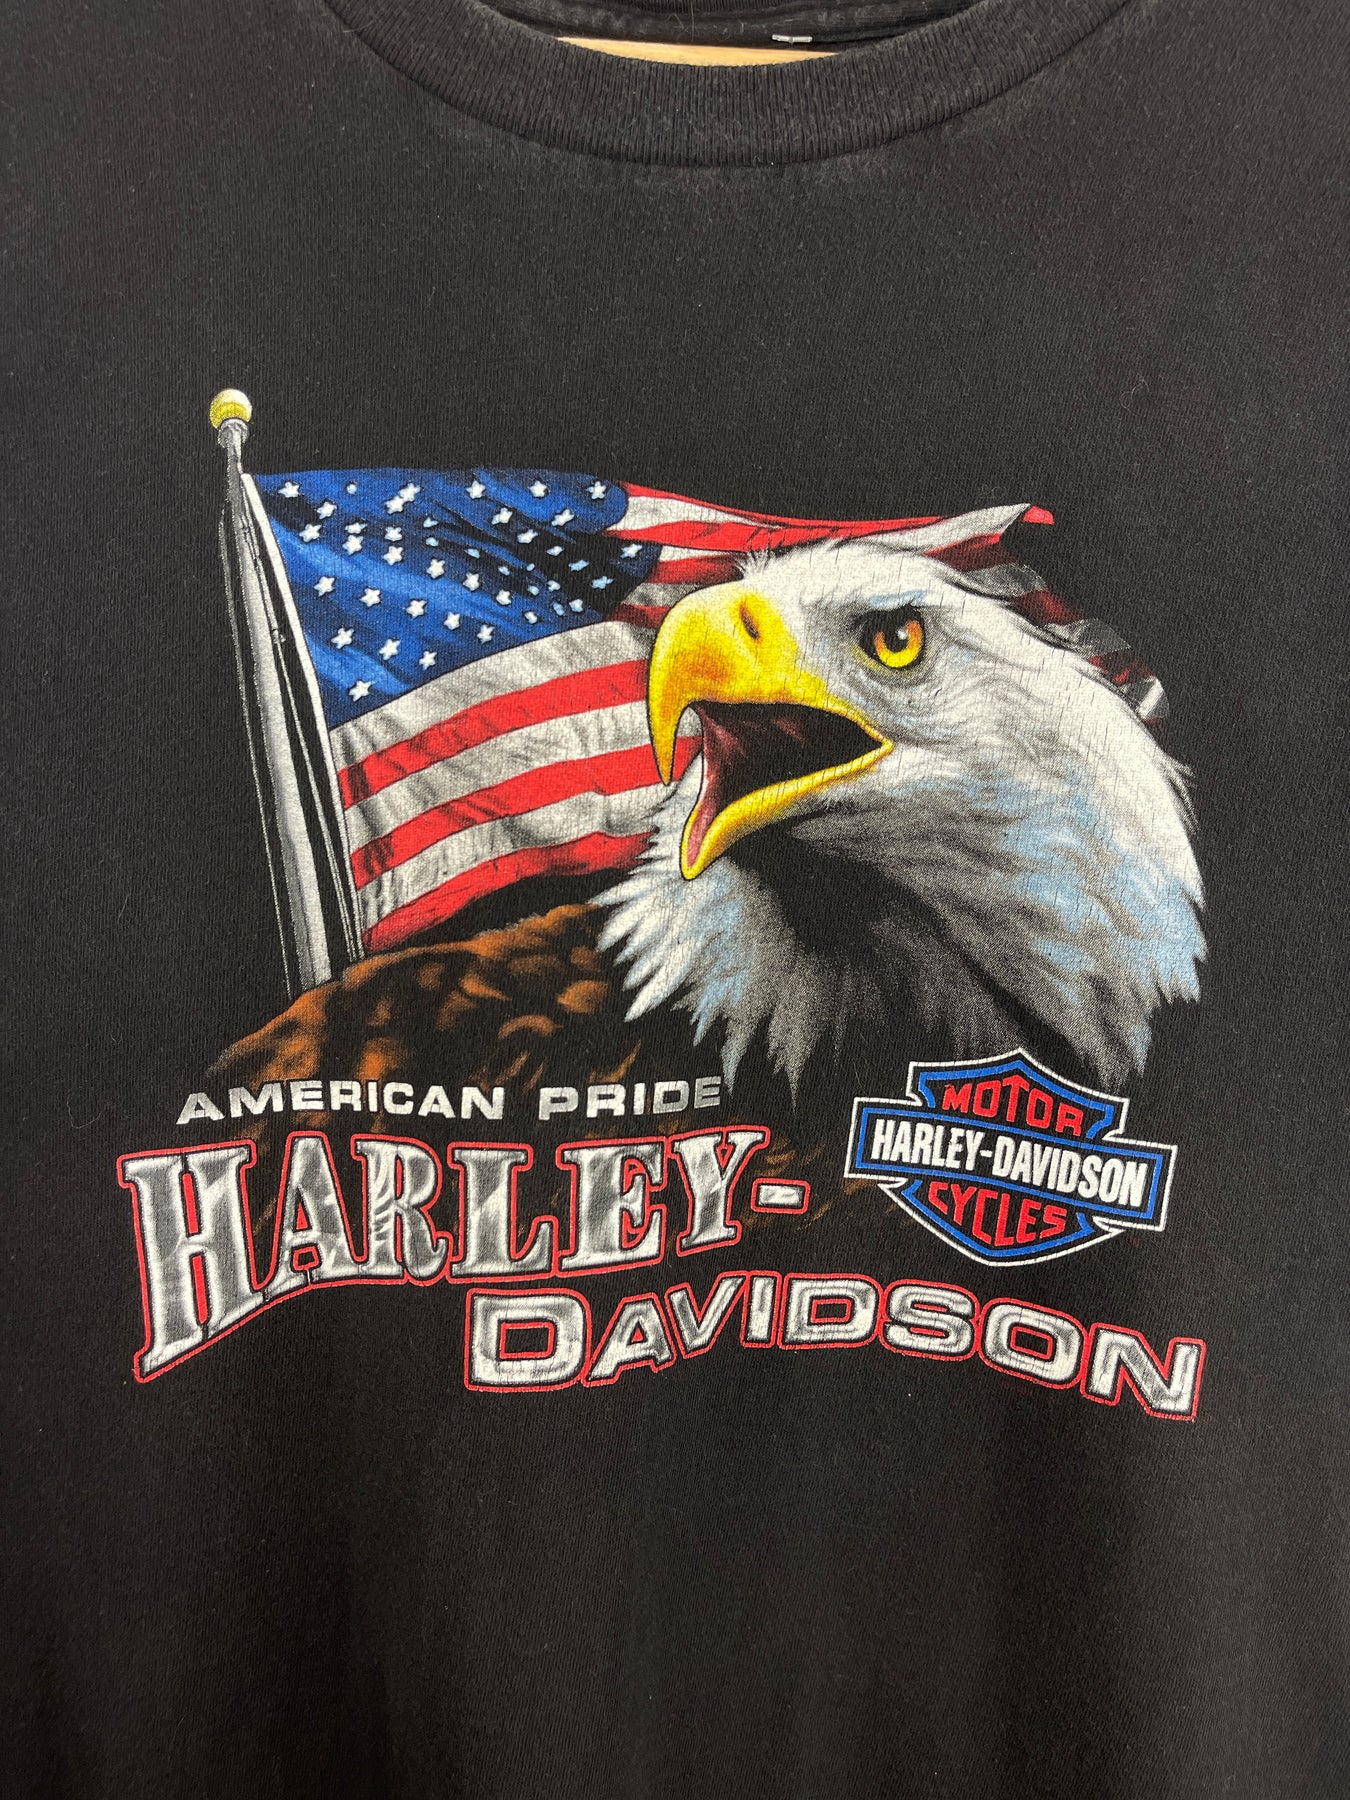 AMERICAN PRIDE
HARLEY-
DAVIDSON
MOTOR
HARLEY-DAVIDSON
CYCLES